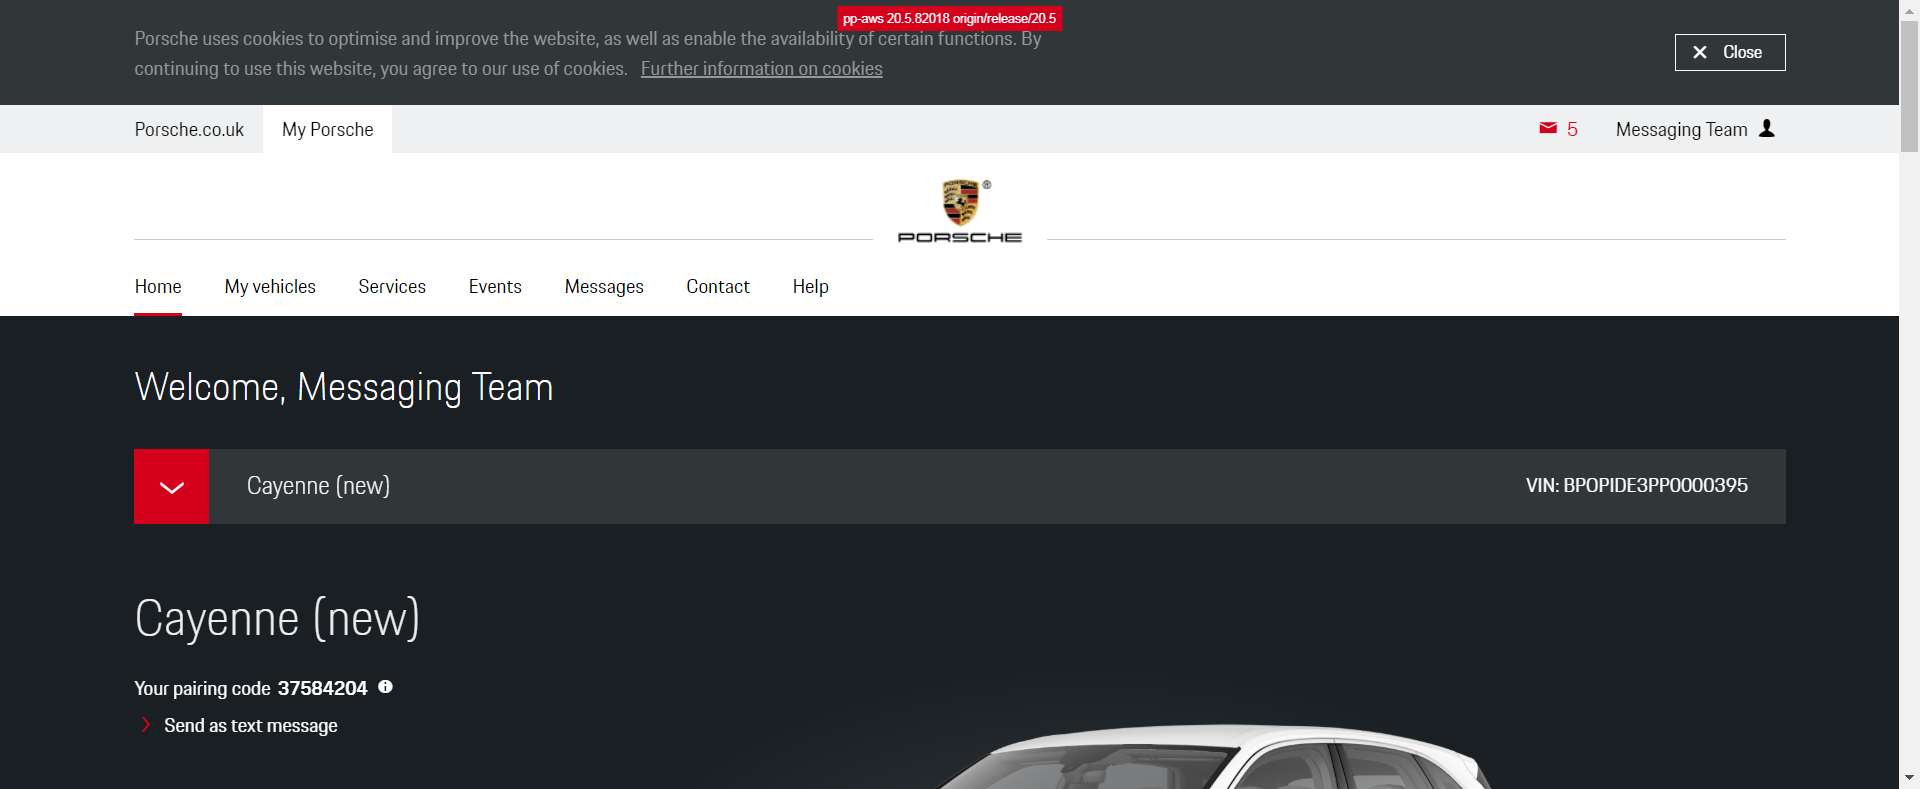 pp-aws 20.5.82018 origin/release/20.5
Porsche uses cookies to optimise and improve the website, as well as enable the availability of certain functions. By
continuing to use this website, you agree to our use of cookies. Further information on cookies
Close
Porsche.co.uk
My Porsche
5
Messaging Team
PORSCHE
Home
My vehicles
Services
Events
Messages
Contact
Help
Welcome, Messaging Team
Cayenne (new)
VIN: BPOPIDE3PP0000395
Cayenne (new)
Your pairing code 37584204
Send as text message